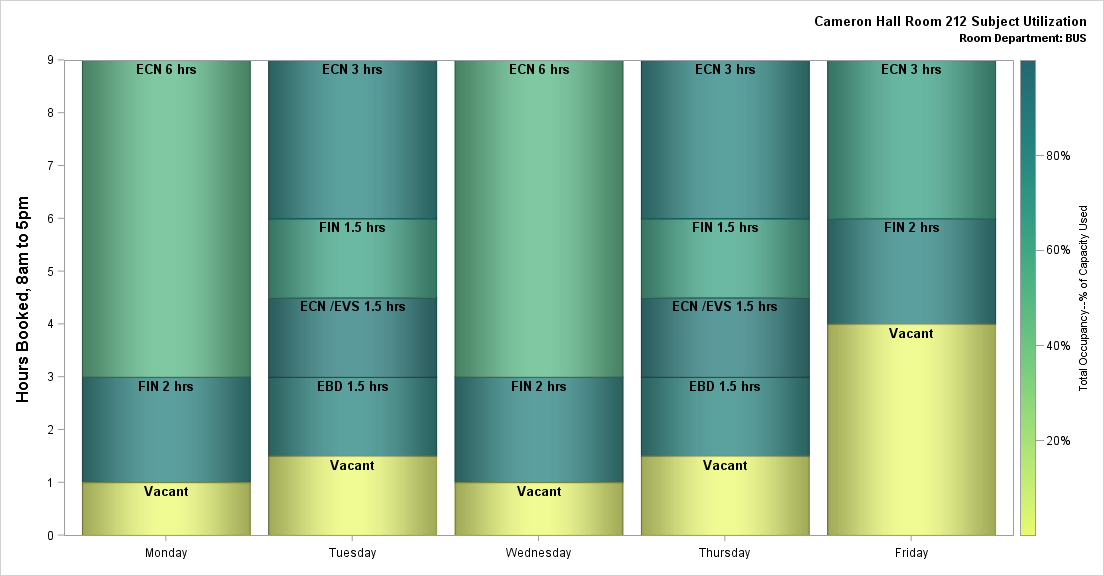 Cameron Hall Room 212 Subject Utilization
Room Department: BUS
Hours Booked, 8am to 5pm
9
8
7
6
5
4
3
2
1
0
ECN 6 hrs
FIN 2 hrs
Vacant
ECN 3 hrs
FIN 1.5 hrs
ECN /EVS 1.5 hrs
EBD 1.5 hrs
Vacant
ECN 6 hrs
FIN 2 hrs
Vacant
ECN 3 hrs
FIN 1.5 hrs
ECN /EVS 1.5 hrs
EBD 1.5 hrs
Vacant
ECN 3 hrs
FIN 2 hrs
Vacant
Monday
Tuesday
Wednesday
Thursday
Friday
80%
60%
40%
20%
Total Occupancy--% of Capacity Used